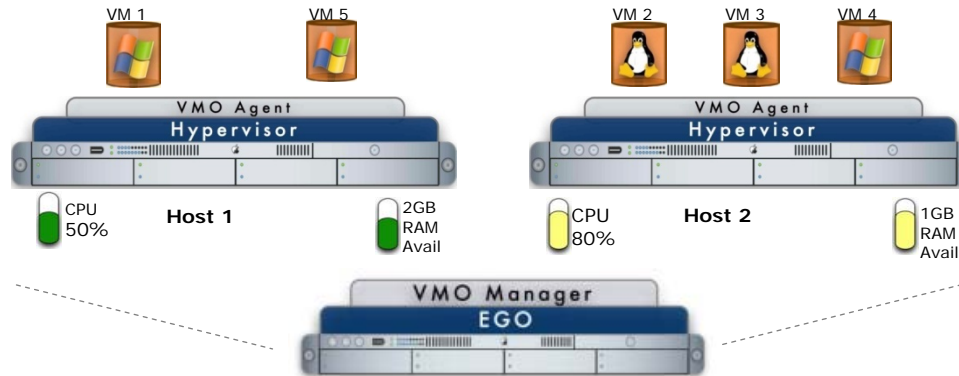 VM 1
VM 5
VM 2
VM 3
VM 4
VMO Agent
Hypervisor
VMO Agent
Hypervisor
CPU
50%
Host 1
2GB
RAM
Avail
CPU
80%
Host 2
1GB
RAM
Avail
VMO Manager
EGO